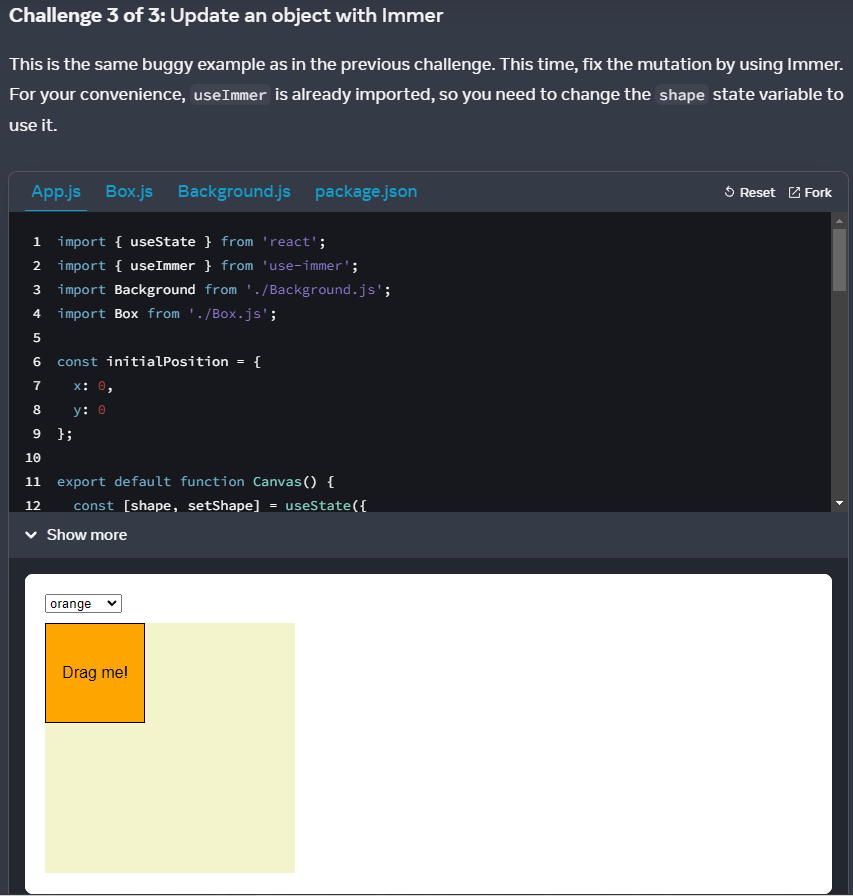 Challenge 3 of 3: Update an object with Immer
This is the same buggy example as in the previous challenge. This time, fix the mutation by using Immer.
For your convenience, useImmer is already imported, so you need to change the shape state variable to
use it.
App.js Box.js Background.js package.json Reset Fork
1 import { useState } from 'react';
2 import { useImmer } from 'use-immer';
3 import Background from './Background.js';
4 import Box from './Box.js';
5
6 const initialPosition = {
7 x: 0,
8 y: 0
9 };
10
11 export default function Canvas() {
12 const [shape, setShape] = useState({
Show more
orange
Drag me!